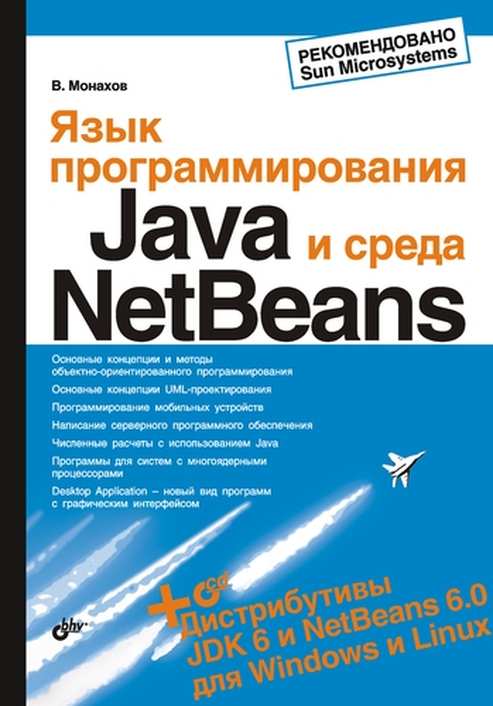 РЕКОМЕНДОВАНО
Sun Microsystems
В. Монахов
Язык
программирования
Java и среда
NetBeans
Основные концепции и методы
объектно-ориентированного программирования
Основные концепции UML-проектирования
Программирование мобильных устройств
Написание серверного программного обеспечения
Численные расчеты с использованием Java
Программы для систем с многоядерными
процессорами
Desktop Application – новый вид программ
с графическим интерфейсом
+ cd
Дистрибутивы
JDK 6 и NetBeans 6.0
для Windows и Linux
bhv®